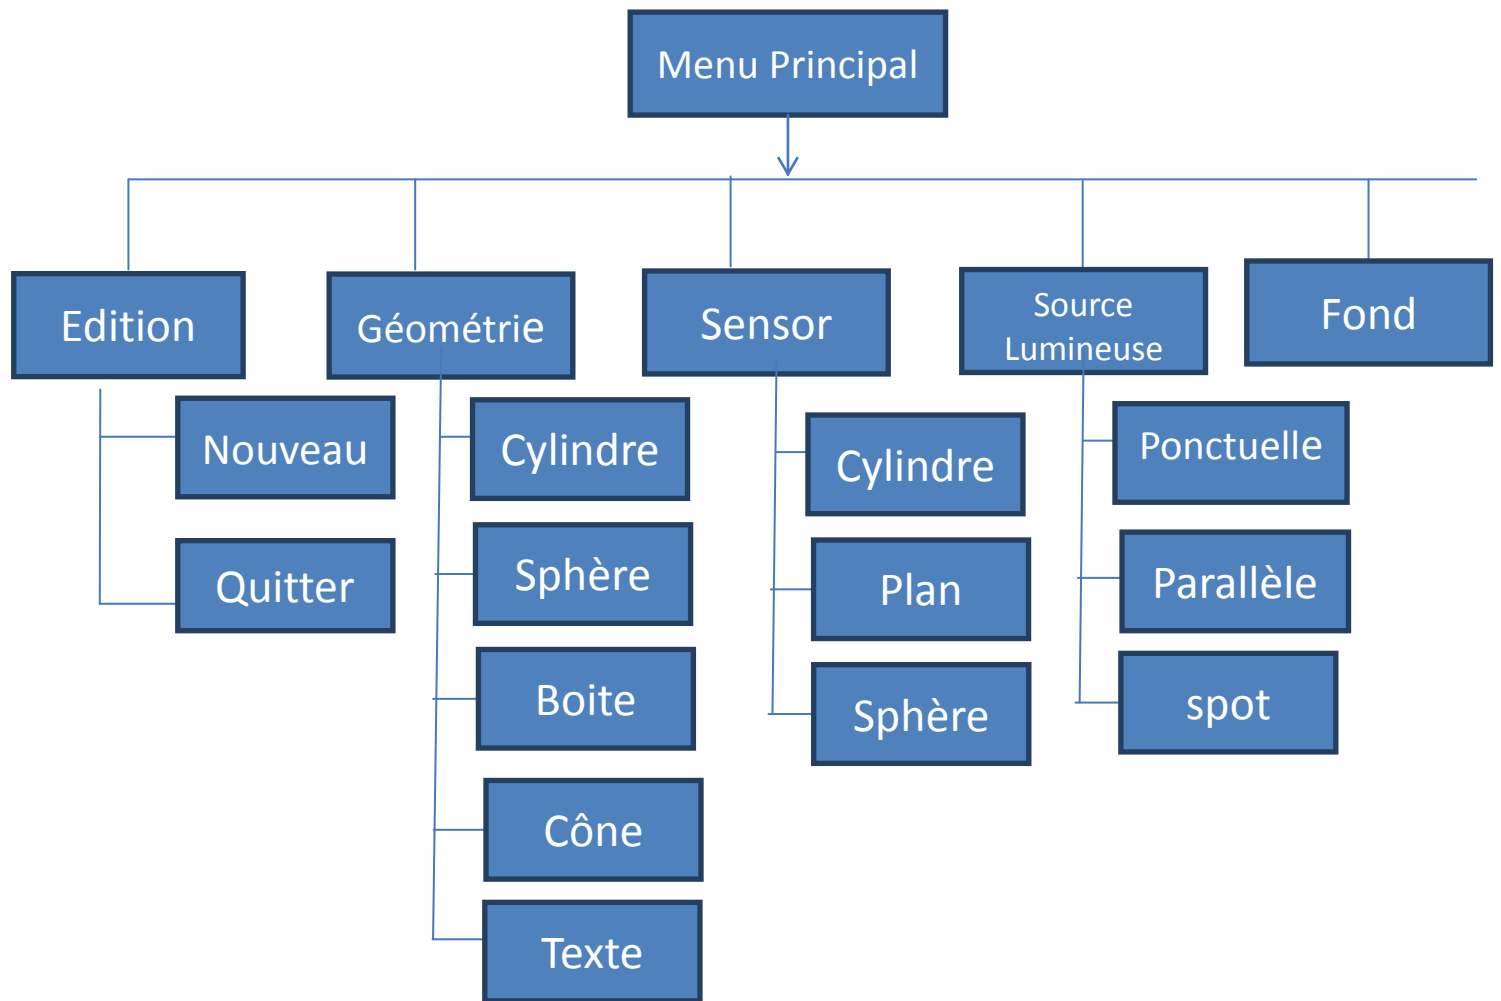 Menu Principal
Edition
Géométrie
Sensor
Source
Lumineuse
Fond
Nouveau
Quitter
Cylindre
Sphère
Boite
Cône
Texte
Cylindre
Plan
Sphère
Ponctuelle
Parallèle
spot